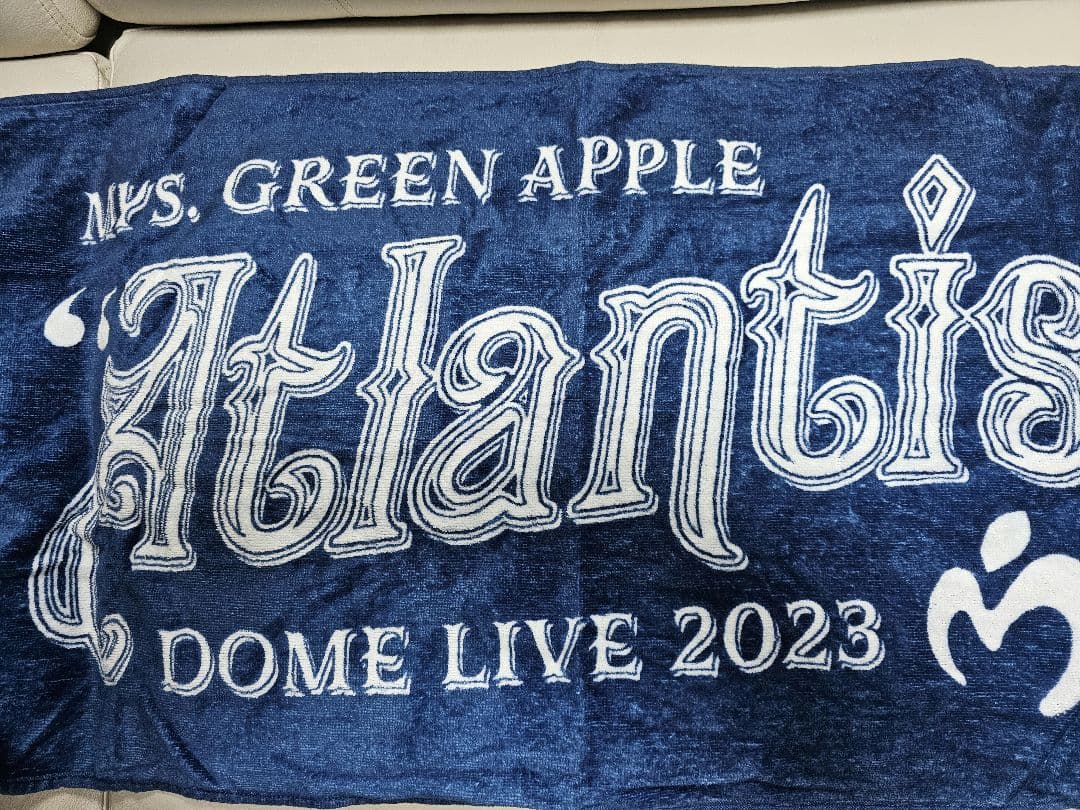 MRS. GREEN APPLE
“Atlantis
DOME LIVE 2023